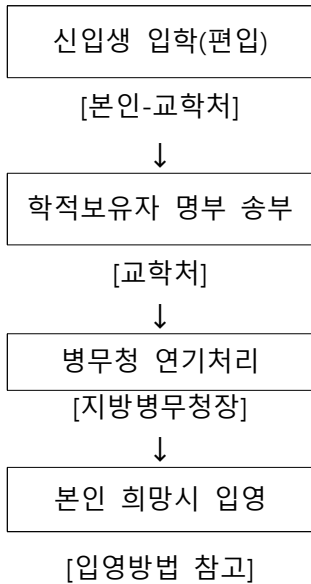 신입생 입학(편입)
[본인-교학처]
↓
학적보유자 명부 송부
[교학처]
↓
병무청 연기처리
[지방병무청장]
↓
본인 희망시 입영
[입영방법 참고]